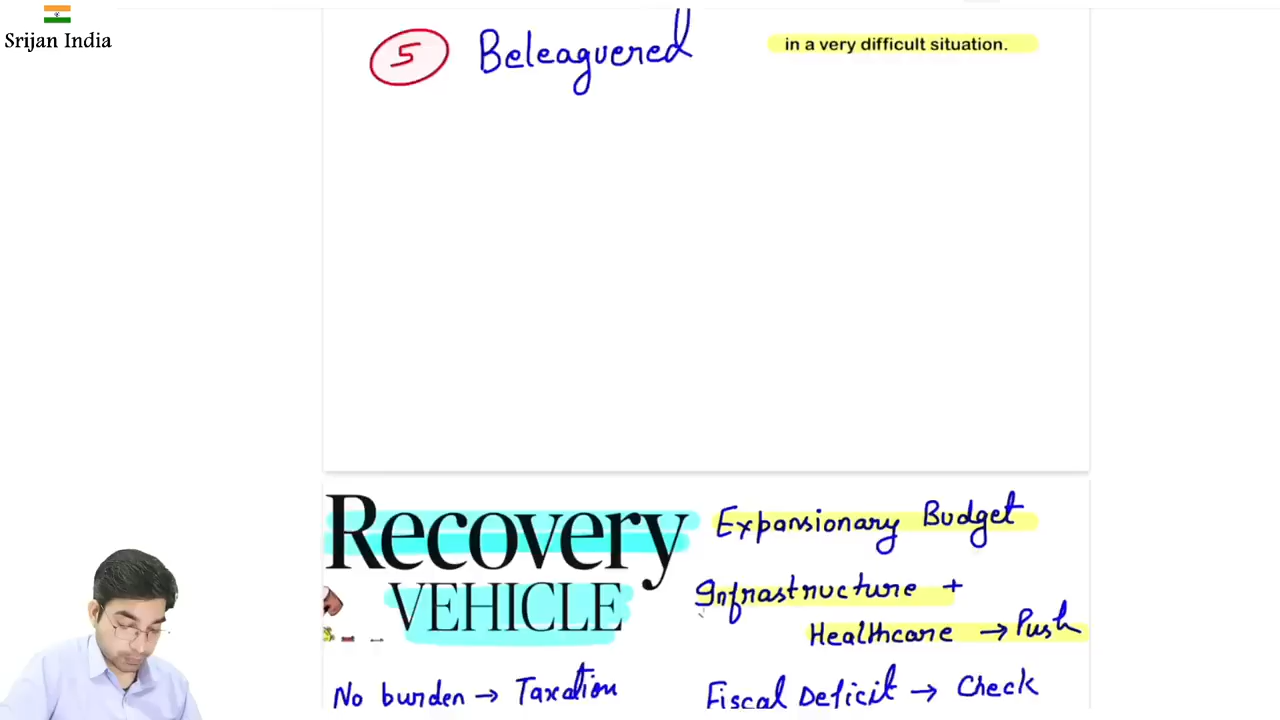 Srijan India
5 Beleaguered
in a very difficult situation.
Recovery
VEHICLE
Expansionary Budget
Infrastructure +
Healthcare → Push
No burden → Taxation
Fiscal Deficit → Check